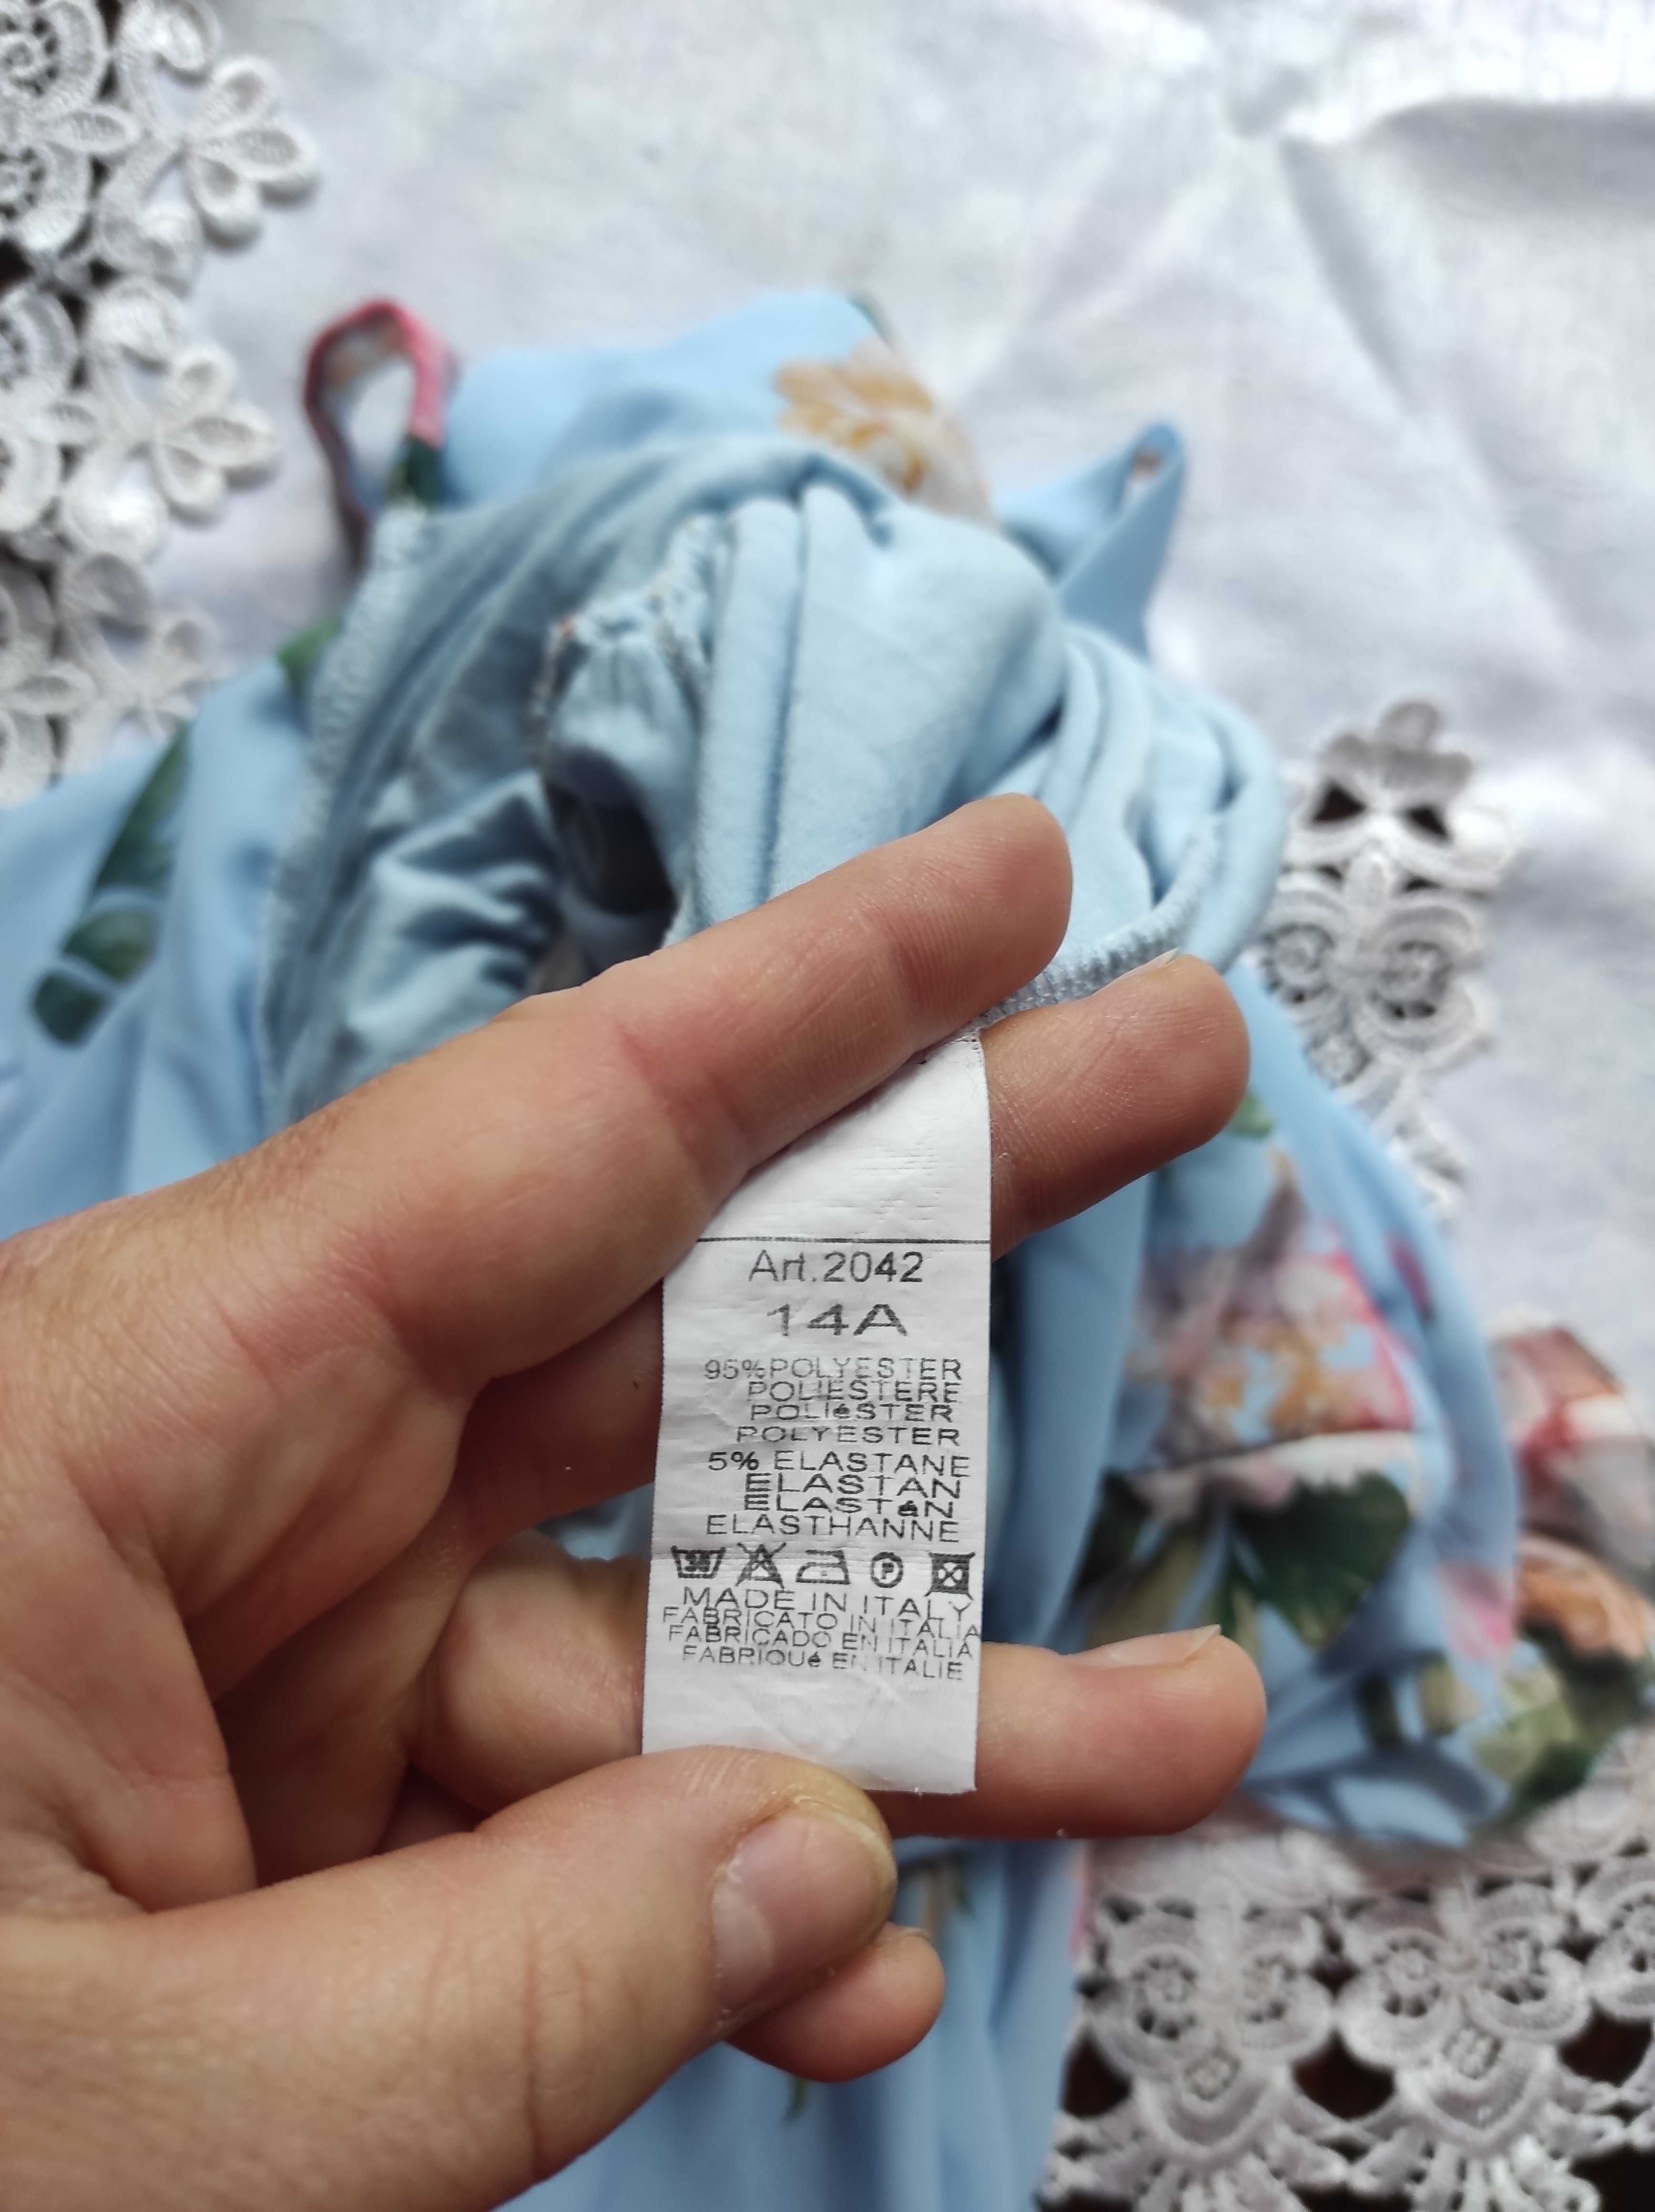 Art.2042
14A
95%POLYESTER
POLIESTERE
POLIéSTER
POLYESTER
5% ELASTANE
ELASTAN
ELASTáN
ELASTHANNE
P
MADE IN ITALY
FABRICATO IN ITALIA
FABRICADO EN ITALIA
FABRIQUé EN ITALIE